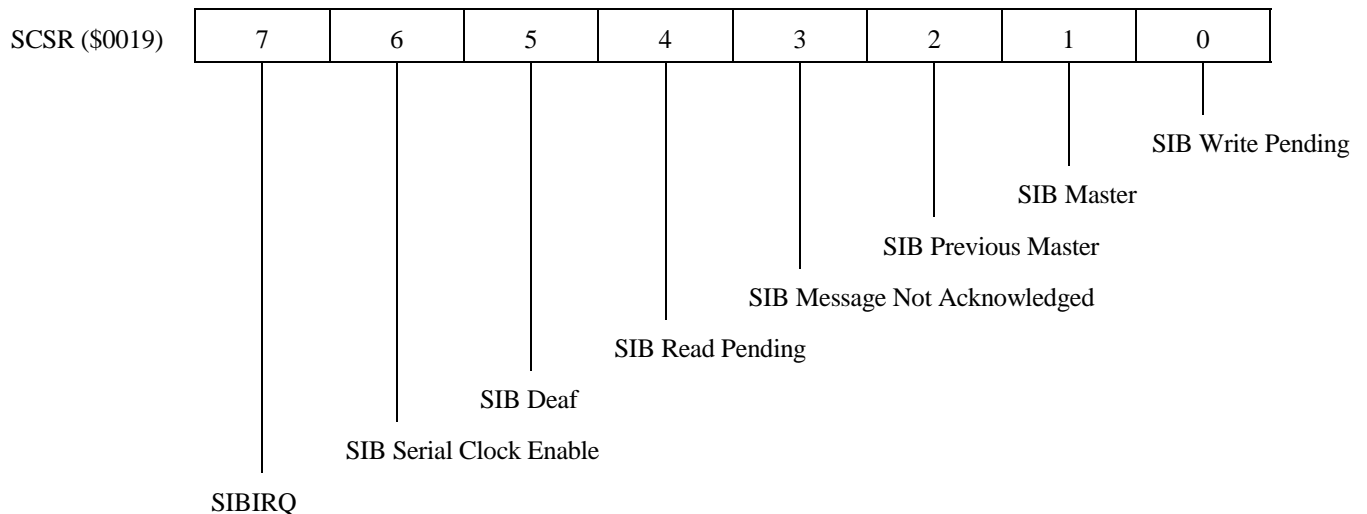 SCSR ($0019) 7 6 5 4 3 2 1 0
SIB Write Pending
SIB Master
SIB Previous Master
SIB Message Not Acknowledged
SIB Read Pending
SIB Deaf
SIB Serial Clock Enable
SIBIRQ